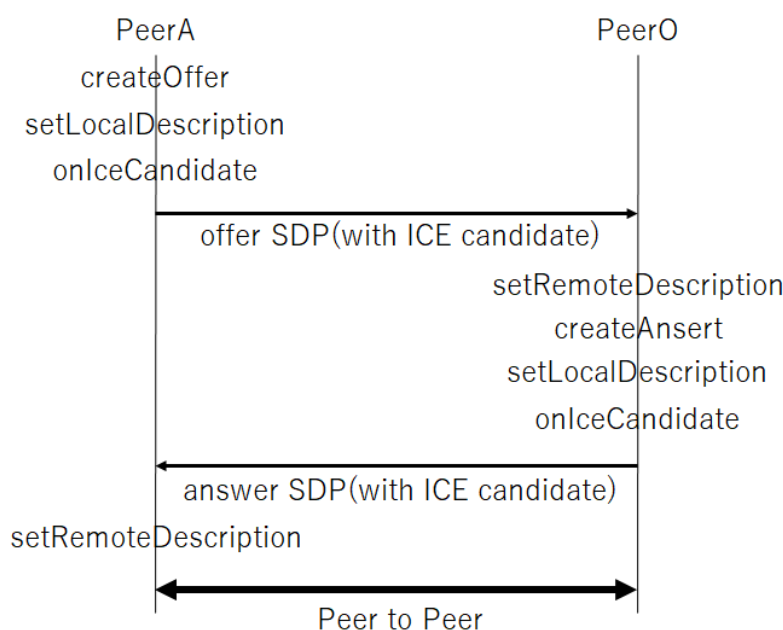 PeerA
PeerO
createOffer
setLocalDescription
onIceCandidate
offer SDP(with ICE candidate)
setRemoteDescription
createAnsert
setLocalDescription
onIceCandidate
answer SDP(with ICE candidate)
setRemoteDescription
Peer to Peer